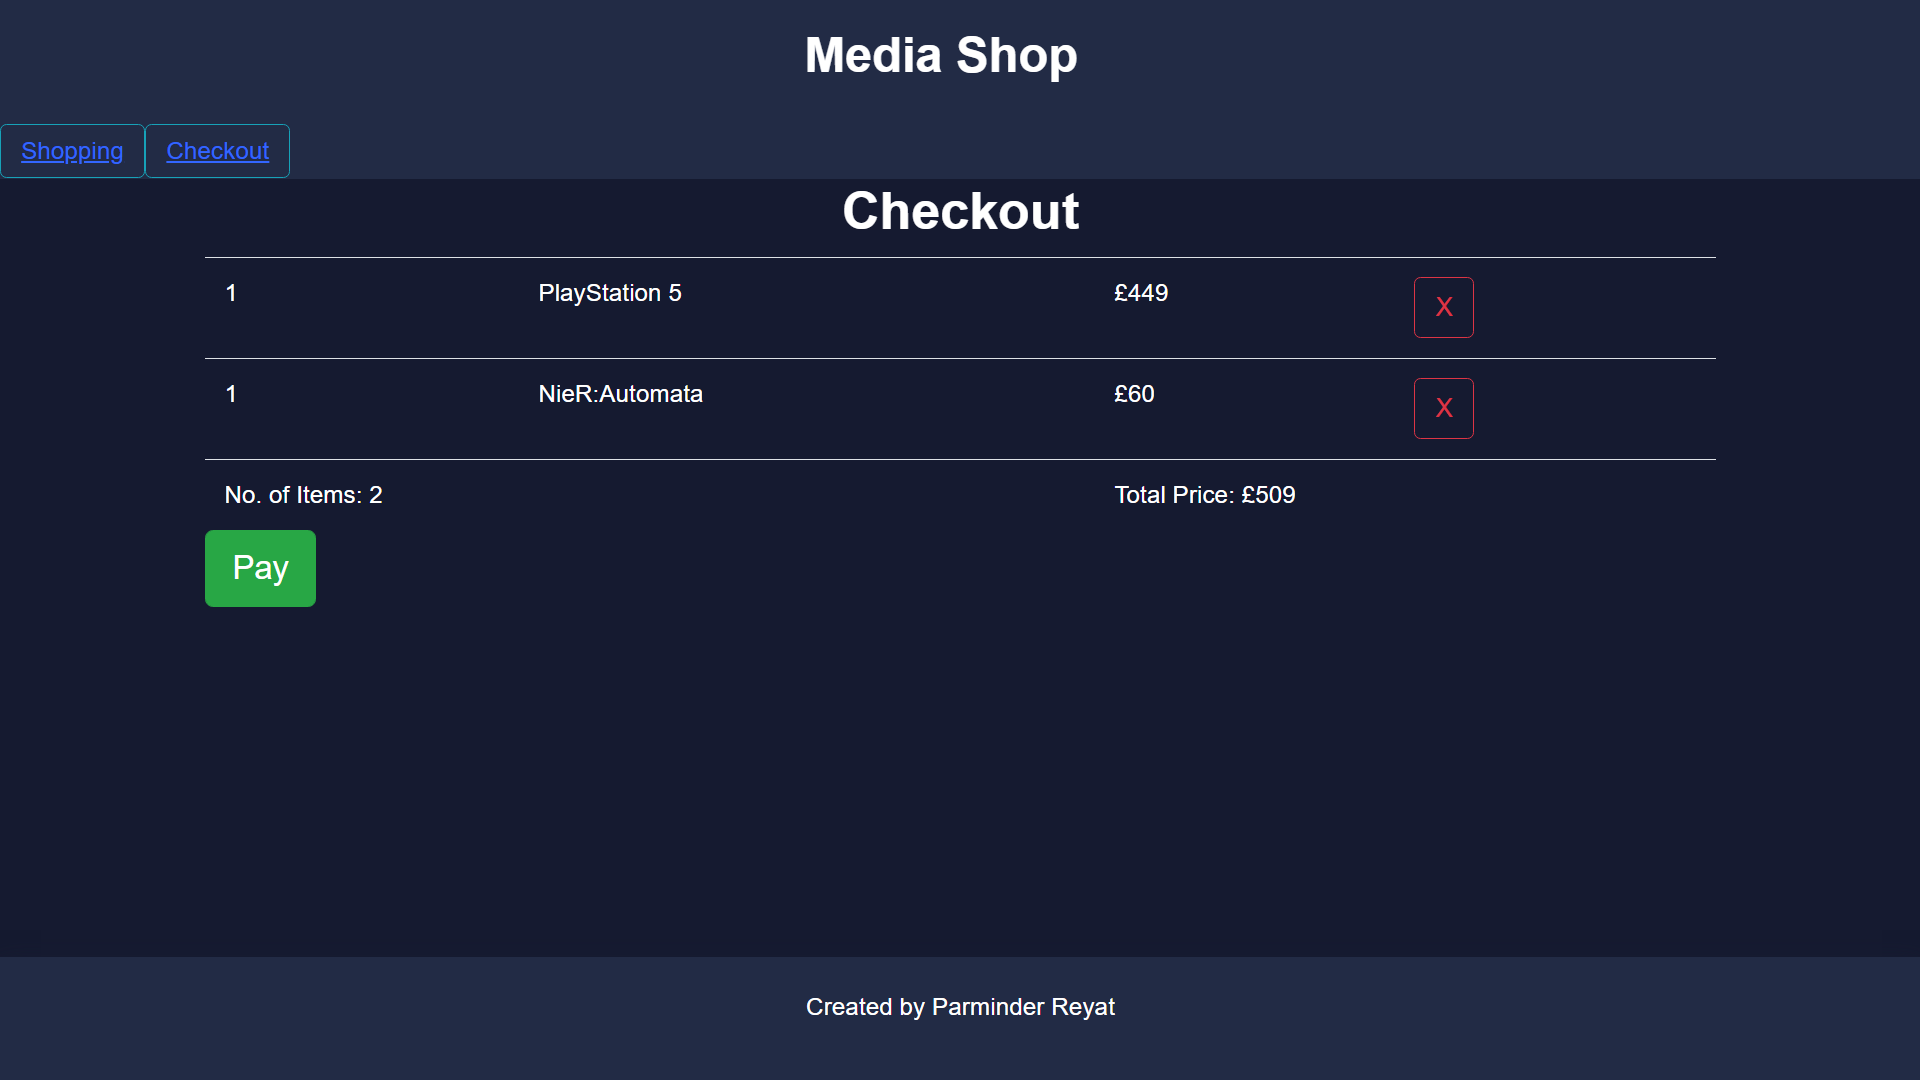 Media Shop
Shopping Checkout
Checkout
1 PlayStation 5 £449 X
1 NieR:Automata £60 X
No. of Items: 2 Total Price: £509
Pay
Created by Parminder Reyat